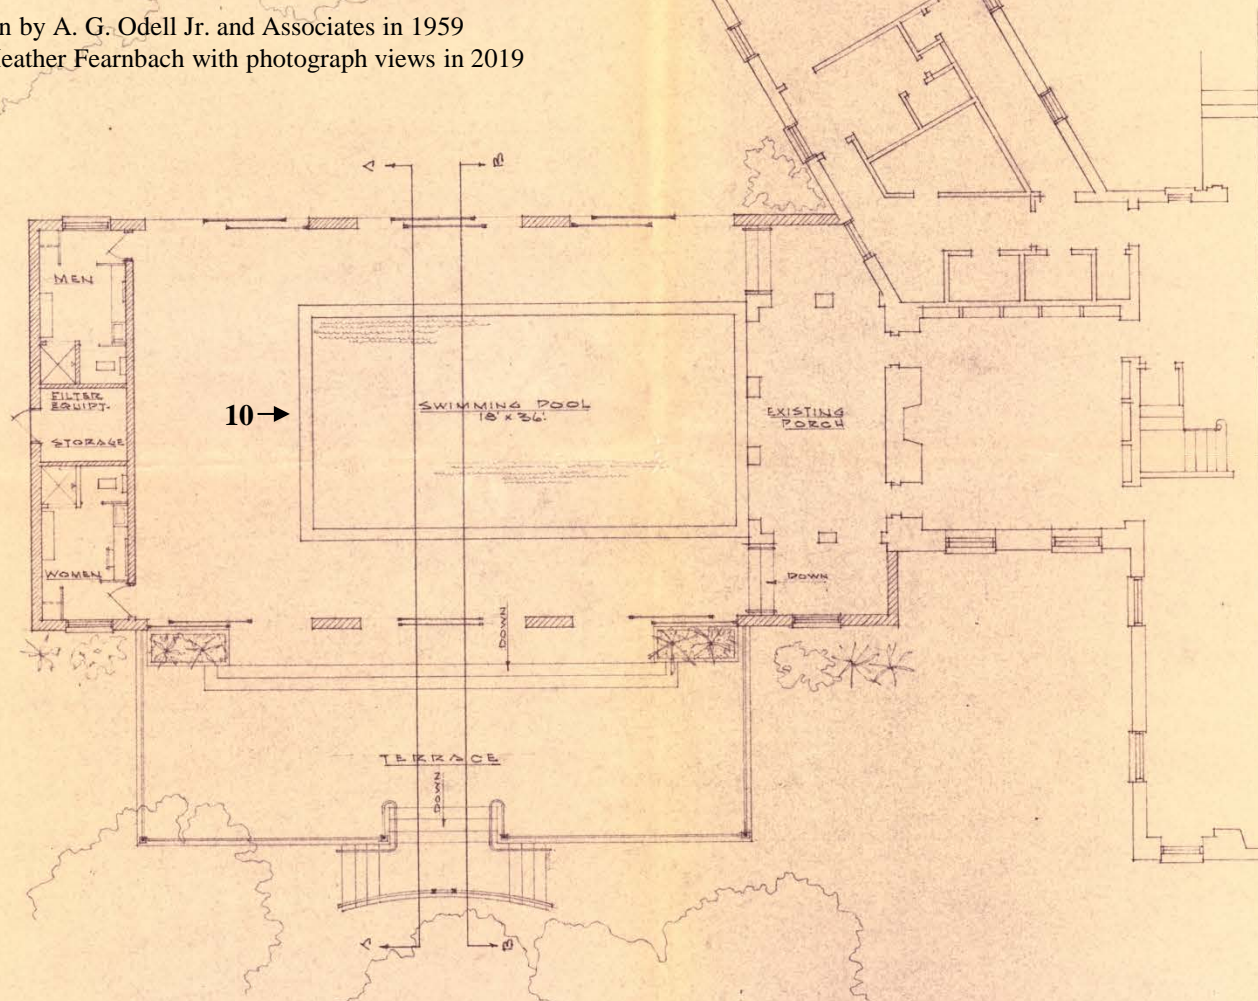 n by A. G. Odell Jr. and Associates in 1959
eather Fearnbach with photograph views in 2019
A
B
MEN
FILTER
EQUIPT.
STORAGE
WOMEN
10
SWIMMING POOL
18' x 36'
EXISTING
PORCH
DOWN
DOWN
TERRACE
DOWN
A
B